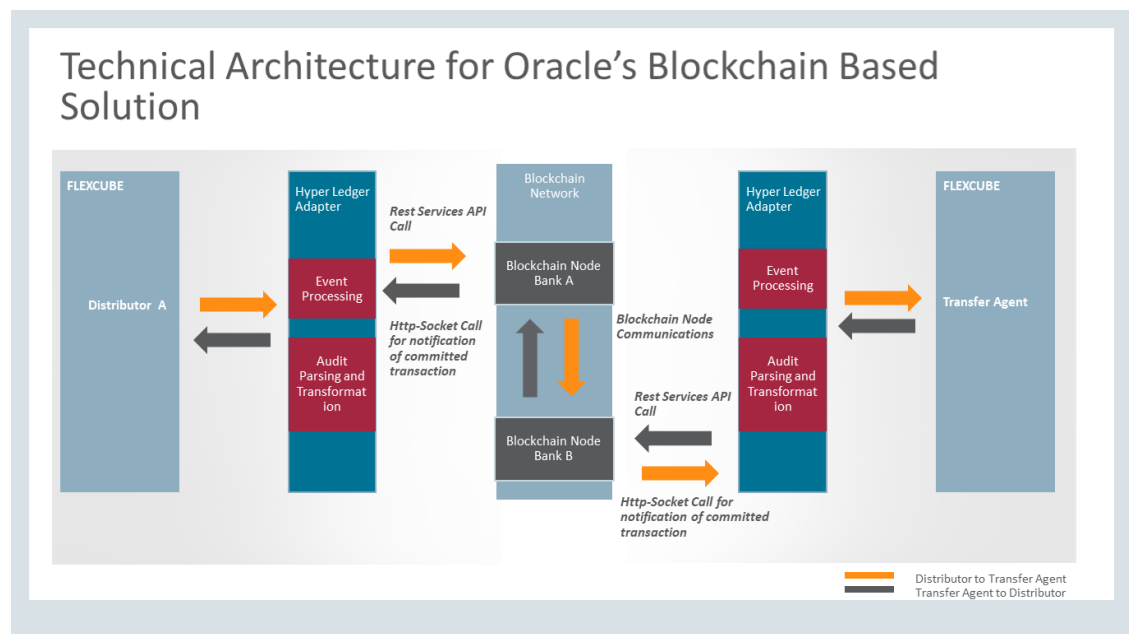 Technical Architecture for Oracle’s Blockchain Based
Solution
FLEXCUBE
Distributor A
Hyper Ledger
Adapter
Event
Processing
Audit
Parsing and
Transformat
ion
Rest Services API
Call
Http-Socket Call
for notification
of committed
transaction
Blockchain
Network
Blockchain Node
Bank A
Blockchain Node
Communications
Blockchain Node
Bank B
Rest Services API
Call
Http-Socket Call for
notification of committed
transaction
Hyper Ledger
Adapter
Event
Processing
Audit
Parsing and
Transformat
ion
FLEXCUBE
Transfer Agent
Distributor to Transfer Agent
Transfer Agent to Distributor